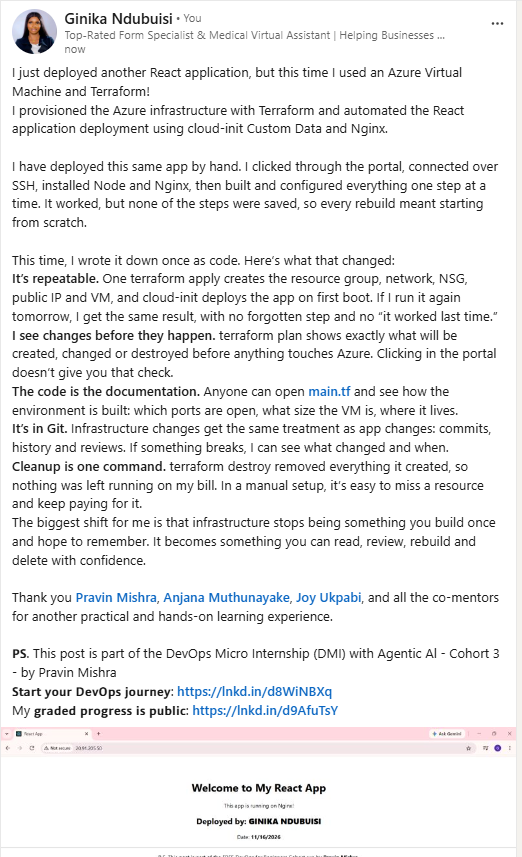 Ginika Ndubuisi • You
Top-Rated Form Specialist & Medical Virtual Assistant | Helping Businesses ...
now
I just deployed another React application, but this time I used an Azure Virtual
Machine and Terraform!
I provisioned the Azure infrastructure with Terraform and automated the React
application deployment using cloud-init Custom Data and Nginx.
I have deployed this same app by hand. I clicked through the portal, connected over
SSH, installed Node and Nginx, then built and configured everything one step at a
time. It worked, but none of the steps were saved, so every rebuild meant starting
from scratch.
This time, I wrote it down once as code. Here's what that changed:
It's repeatable. One terraform apply creates the resource group, network, NSG,
public IP and VM, and cloud-init deploys the app on first boot. If I run it again
tomorrow, I get the same result, with no forgotten step and no "it worked last time."
I see changes before they happen. terraform plan shows exactly what will be
created, changed or destroyed before anything touches Azure. Clicking in the portal
doesn't give you that check.
The code is the documentation. Anyone can open main.tf and see how the
environment is built: which ports are open, what size the VM is, where it lives.
It's in Git. Infrastructure changes get the same treatment as app changes: commits,
history and reviews. If something breaks, I can see what changed and when.
Cleanup is one command. terraform destroy removed everything it created, so
nothing was left running on my bill. In a manual setup, it's easy to miss a resource
and keep paying for it.
The biggest shift for me is that infrastructure stops being something you build once
and hope to remember. It becomes something you can read, review, rebuild and
delete with confidence.
Thank you Pravin Mishra, Anjana Muthunayake, Joy Ukpabi, and all the co-mentors
for another practical and hands-on learning experience.
PS. This post is part of the DevOps Micro Internship (DMI) with Agentic AI - Cohort 3
- by Pravin Mishra
Start your DevOps journey: https://lnkd.in/d8WiNBXq
My graded progress is public: https://lnkd.in/d9AfuTsY
React App
Ask Gemini
Not secure
Welcome to My React App
This app is running on Nginx!
Deployed by: GINIKA NDUBUISI
Date: 11/16/2026